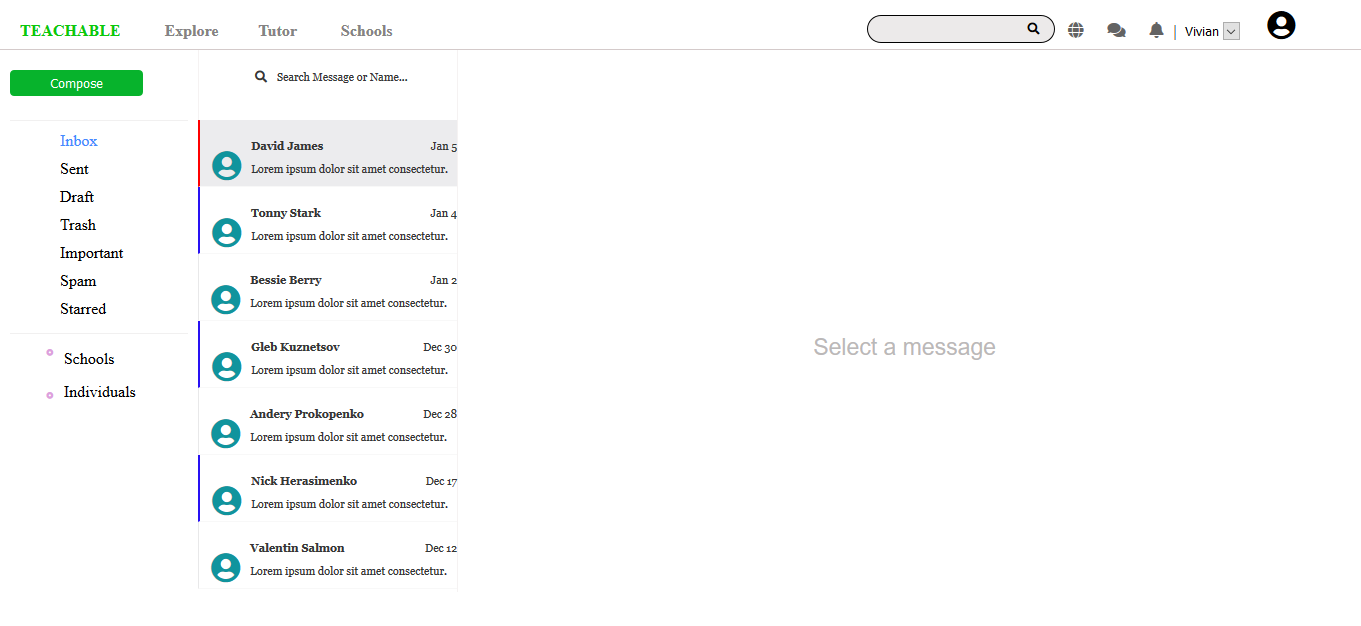 TEACHABLE Explore Tutor Schools | Vivian
Compose
Inbox
Sent
Draft
Trash
Important
Spam
Starred
Schools
Individuals
Search Message or Name...
David James Jan 5
Lorem ipsum dolor sit amet consectetur.
Tonny Stark Jan 4
Lorem ipsum dolor sit amet consectetur.
Bessie Berry Jan 2
Lorem ipsum dolor sit amet consectetur.
Gleb Kuznetsov Dec 30
Lorem ipsum dolor sit amet consectetur.
Andery Prokopenko Dec 28
Lorem ipsum dolor sit amet consectetur.
Nick Herasimenko Dec 17
Lorem ipsum dolor sit amet consectetur.
Valentin Salmon Dec 12
Lorem ipsum dolor sit amet consectetur.
Select a message